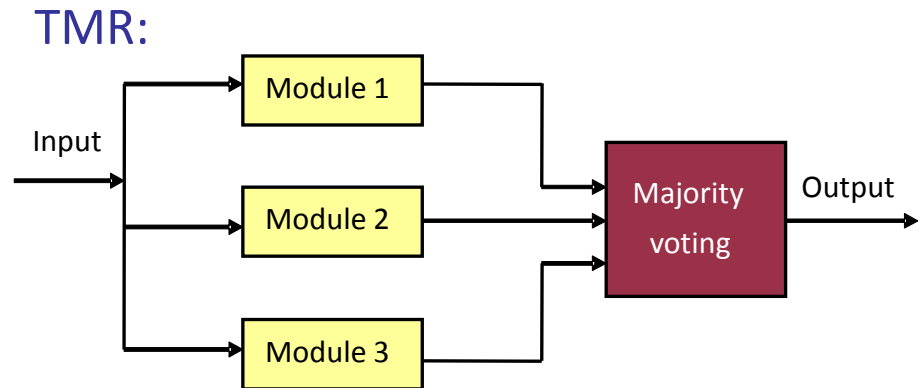 TMR:
Module 1
Input
Module 2
Majority
voting
Output
Module 3